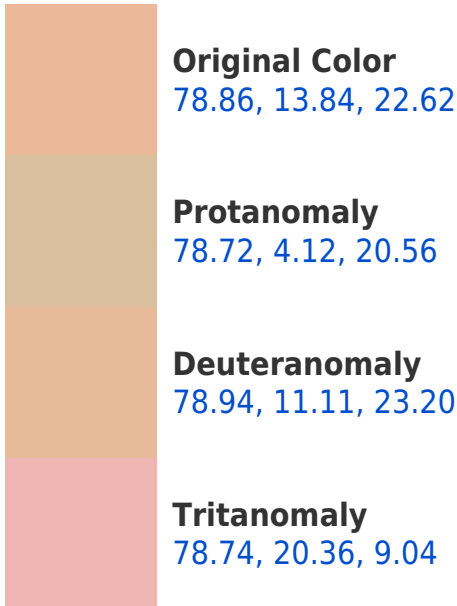 Original Color
78.86, 13.84, 22.62
Protanomaly
78.72, 4.12, 20.56
Deuteranomaly
78.94, 11.11, 23.20
Tritanomaly
78.74, 20.36, 9.04